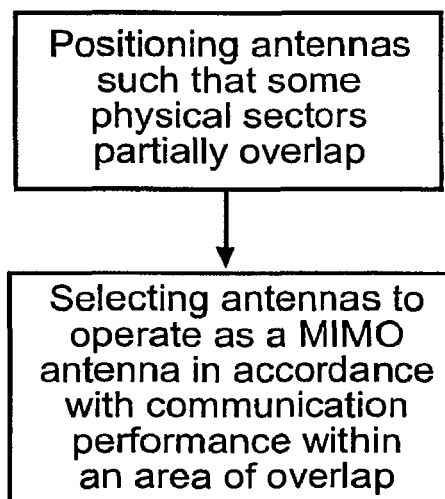 Positioning antennas
such that some
physical sectors
partially overlap
Selecting antennas to
operate as a MIMO
antenna in accordance
with communication
performance within
an area of overlap